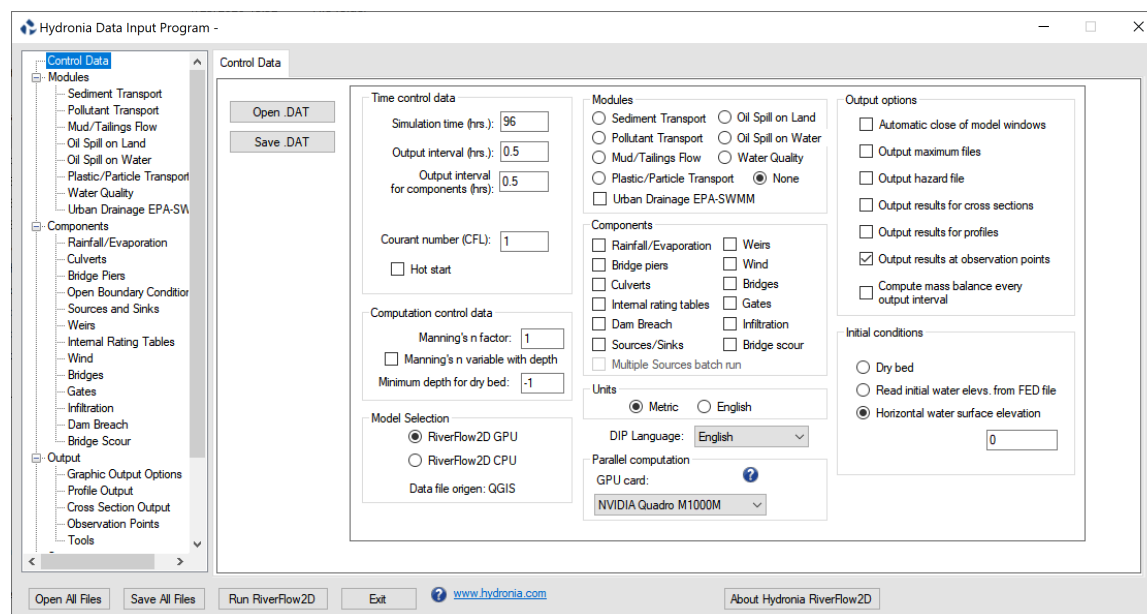 Hydronia Data Input Program -
Control Data
Modules
Sediment Transport
Pollutant Transport
Mud/Tailings Flow
Oil Spill on Land
Oil Spill on Water
Plastic/Particle Transport
Water Quality
Urban Drainage EPA-SW
Components
Rainfall/Evaporation
Culverts
Bridge Piers
Open Boundary Condition
Sources and Sinks
Weirs
Internal Rating Tables
Wind
Bridges
Gates
Infiltration
Dam Breach
Bridge Scour
Output
Graphic Output Options
Profile Output
Cross Section Output
Observation Points
Tools
Control Data
Open .DAT
Save .DAT
Time control data
Simulation time (hrs.): 96
Output interval (hrs.): 0.5
Output interval
for components (hrs): 0.5
Courant number (CFL): 1
Hot start
Computation control data
Manning's n factor: 1
Manning's n variable with depth
Minimum depth for dry bed: -1
Model Selection
RiverFlow2D GPU
RiverFlow2D CPU
Data file origen: QGIS
Modules
Sediment Transport Oil Spill on Land
Pollutant Transport Oil Spill on Water
Mud/Tailings Flow Water Quality
Plastic/Particle Transport None
Urban Drainage EPA-SWMM
Components
Rainfall/Evaporation Weirs
Bridge piers Wind
Culverts Bridges
Internal rating tables Gates
Dam Breach Infiltration
Sources/Sinks Bridge scour
Multiple Sources batch run
Units
Metric English
DIP Language: English
Parallel computation
GPU card: ?
NVIDIA Quadro M1000M
Output options
Automatic close of model windows
Output maximum files
Output hazard file
Output results for cross sections
Output results for profiles
Output results at observation points
Compute mass balance every
output interval
Initial conditions
Dry bed
Read initial water elevs. from FED file
Horizontal water surface elevation
0
Open All Files Save All Files Run RiverFlow2D Exit ? www.hydronia.com About Hydronia RiverFlow2D